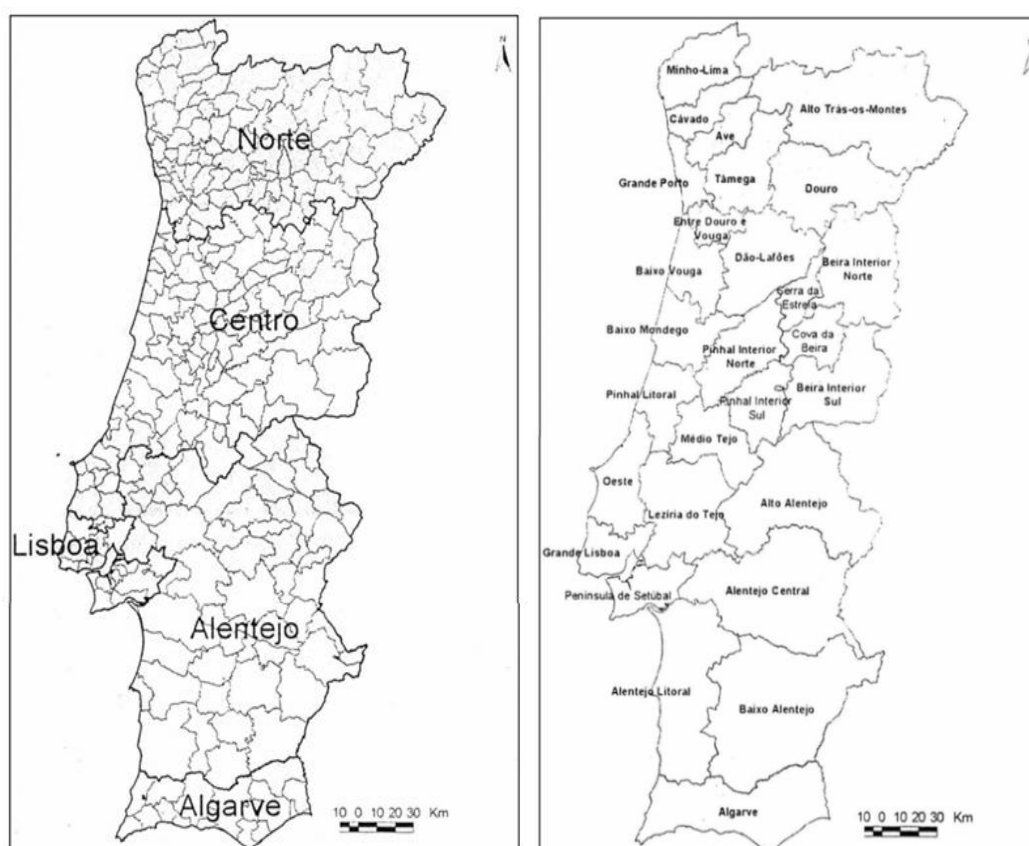 N
Norte
Centro
Lisboa
Alentejo
Algarve
10 0 10 20 30 Km
Minho-Lima
Alto Trás-os-Montes
Cávado
Ave
Grande Porto
Tâmega
Douro
Entre Douro e
Vouga
Dão-Lafões
Baixo Vouga
Beira Interior
Norte
Serra da
Estrela
Baixo Mondego
Cova da
Beira
Pinhal Interior
Norte
Pinhal Litoral
Pinhal Interior
Sul
Beira Interior
Sul
Médio Tejo
Oeste
Alto Alentejo
Lezíria do Tejo
Grande Lisboa
Península de Setúbal
Alentejo Central
Alentejo Litoral
Baixo Alentejo
Algarve
10 0 10 20 30 Km